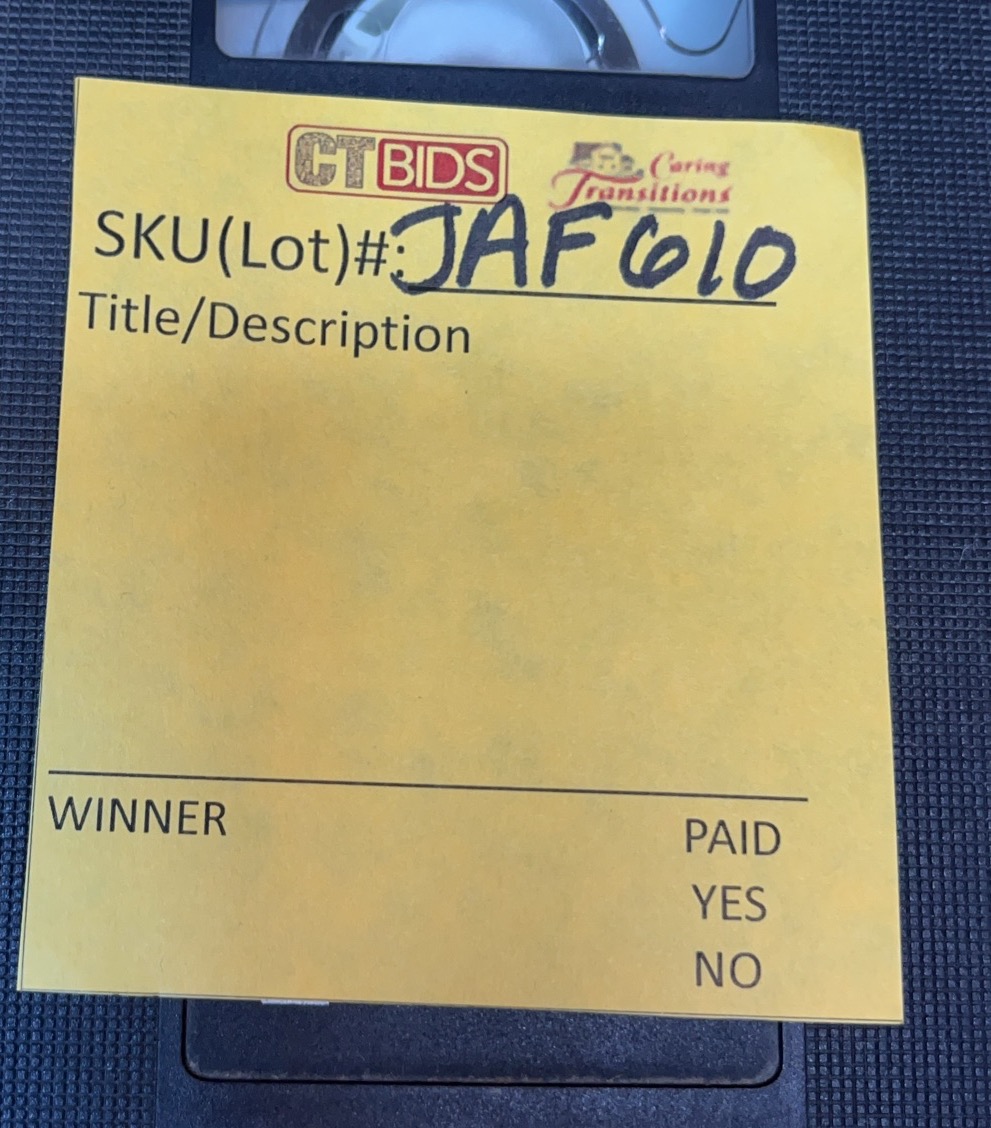 CT BIDS Caring Transitions
SKU(Lot)#: JAF610
Title/Description
WINNER PAID
YES
NO